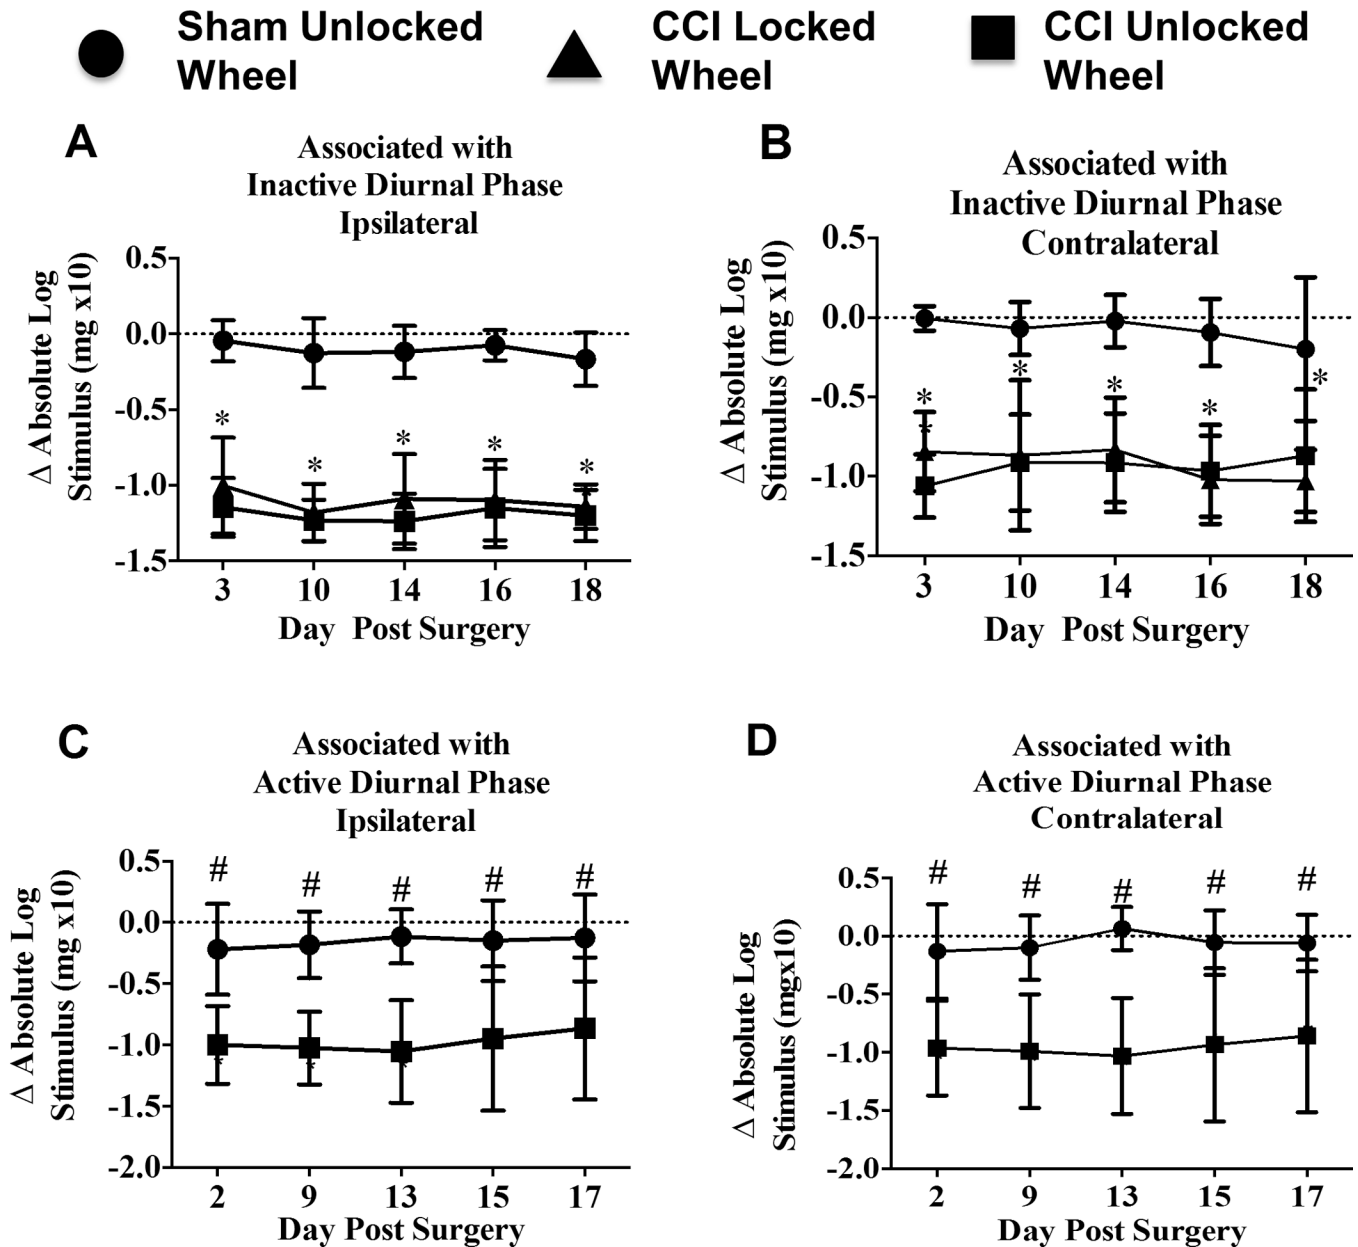 Sham Unlocked
Wheel
CCI Locked
Wheel
CCI Unlocked
Wheel
A
Associated with
Inactive Diurnal Phase
Ipsilateral
Δ Absolute Log
Stimulus (mg x10)
0.5
0.0
-0.5
-1.0
-1.5
*
*
*
*
*
3 10 14 16 18
Day Post Surgery
B
Associated with
Inactive Diurnal Phase
Contralateral
Δ Absolute Log
Stimulus (mg x10)
0.5
0.0
-0.5
-1.0
-1.5
*
*
*
*
*
3 10 14 16 18
Day Post Surgery
C
Associated with
Active Diurnal Phase
Ipsilateral
Δ Absolute Log
Stimulus (mg x10)
0.5
0.0
-0.5
-1.0
-1.5
-2.0
# # # # #
2 9 13 15 17
Day Post Surgery
D
Associated with
Active Diurnal Phase
Contralateral
Δ Absolute Log
Stimulus (mgx10)
0.5
0.0
-0.5
-1.0
-1.5
-2.0
# # # # #
2 9 13 15 17
Day Post Surgery